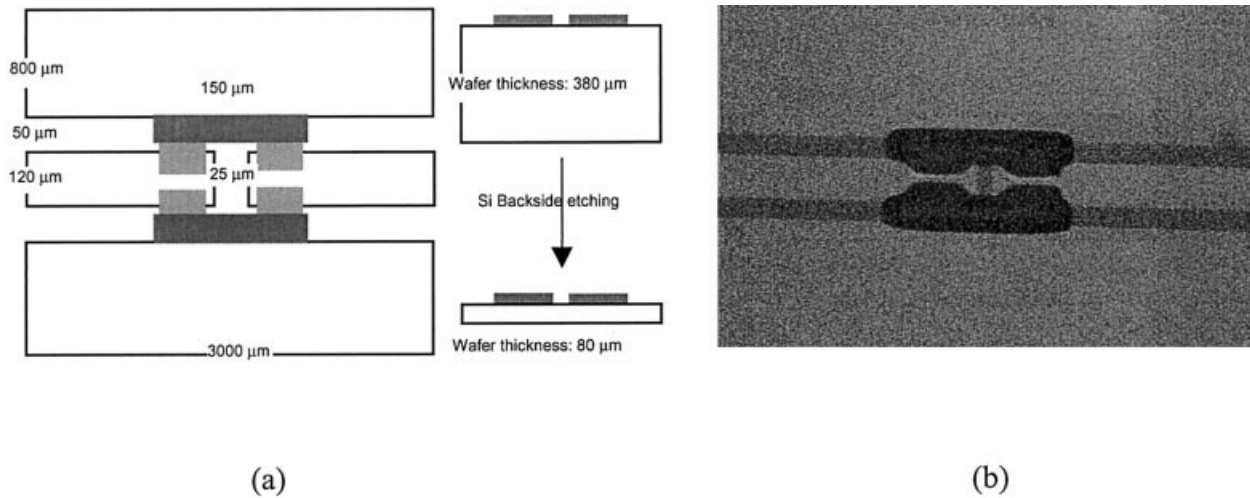 800 μm
150 μm
50 μm
120 μm
25 μm
3000 μm
Wafer thickness: 380 μm
Si Backside etching
Wafer thickness: 80 μm
(a)
(b)